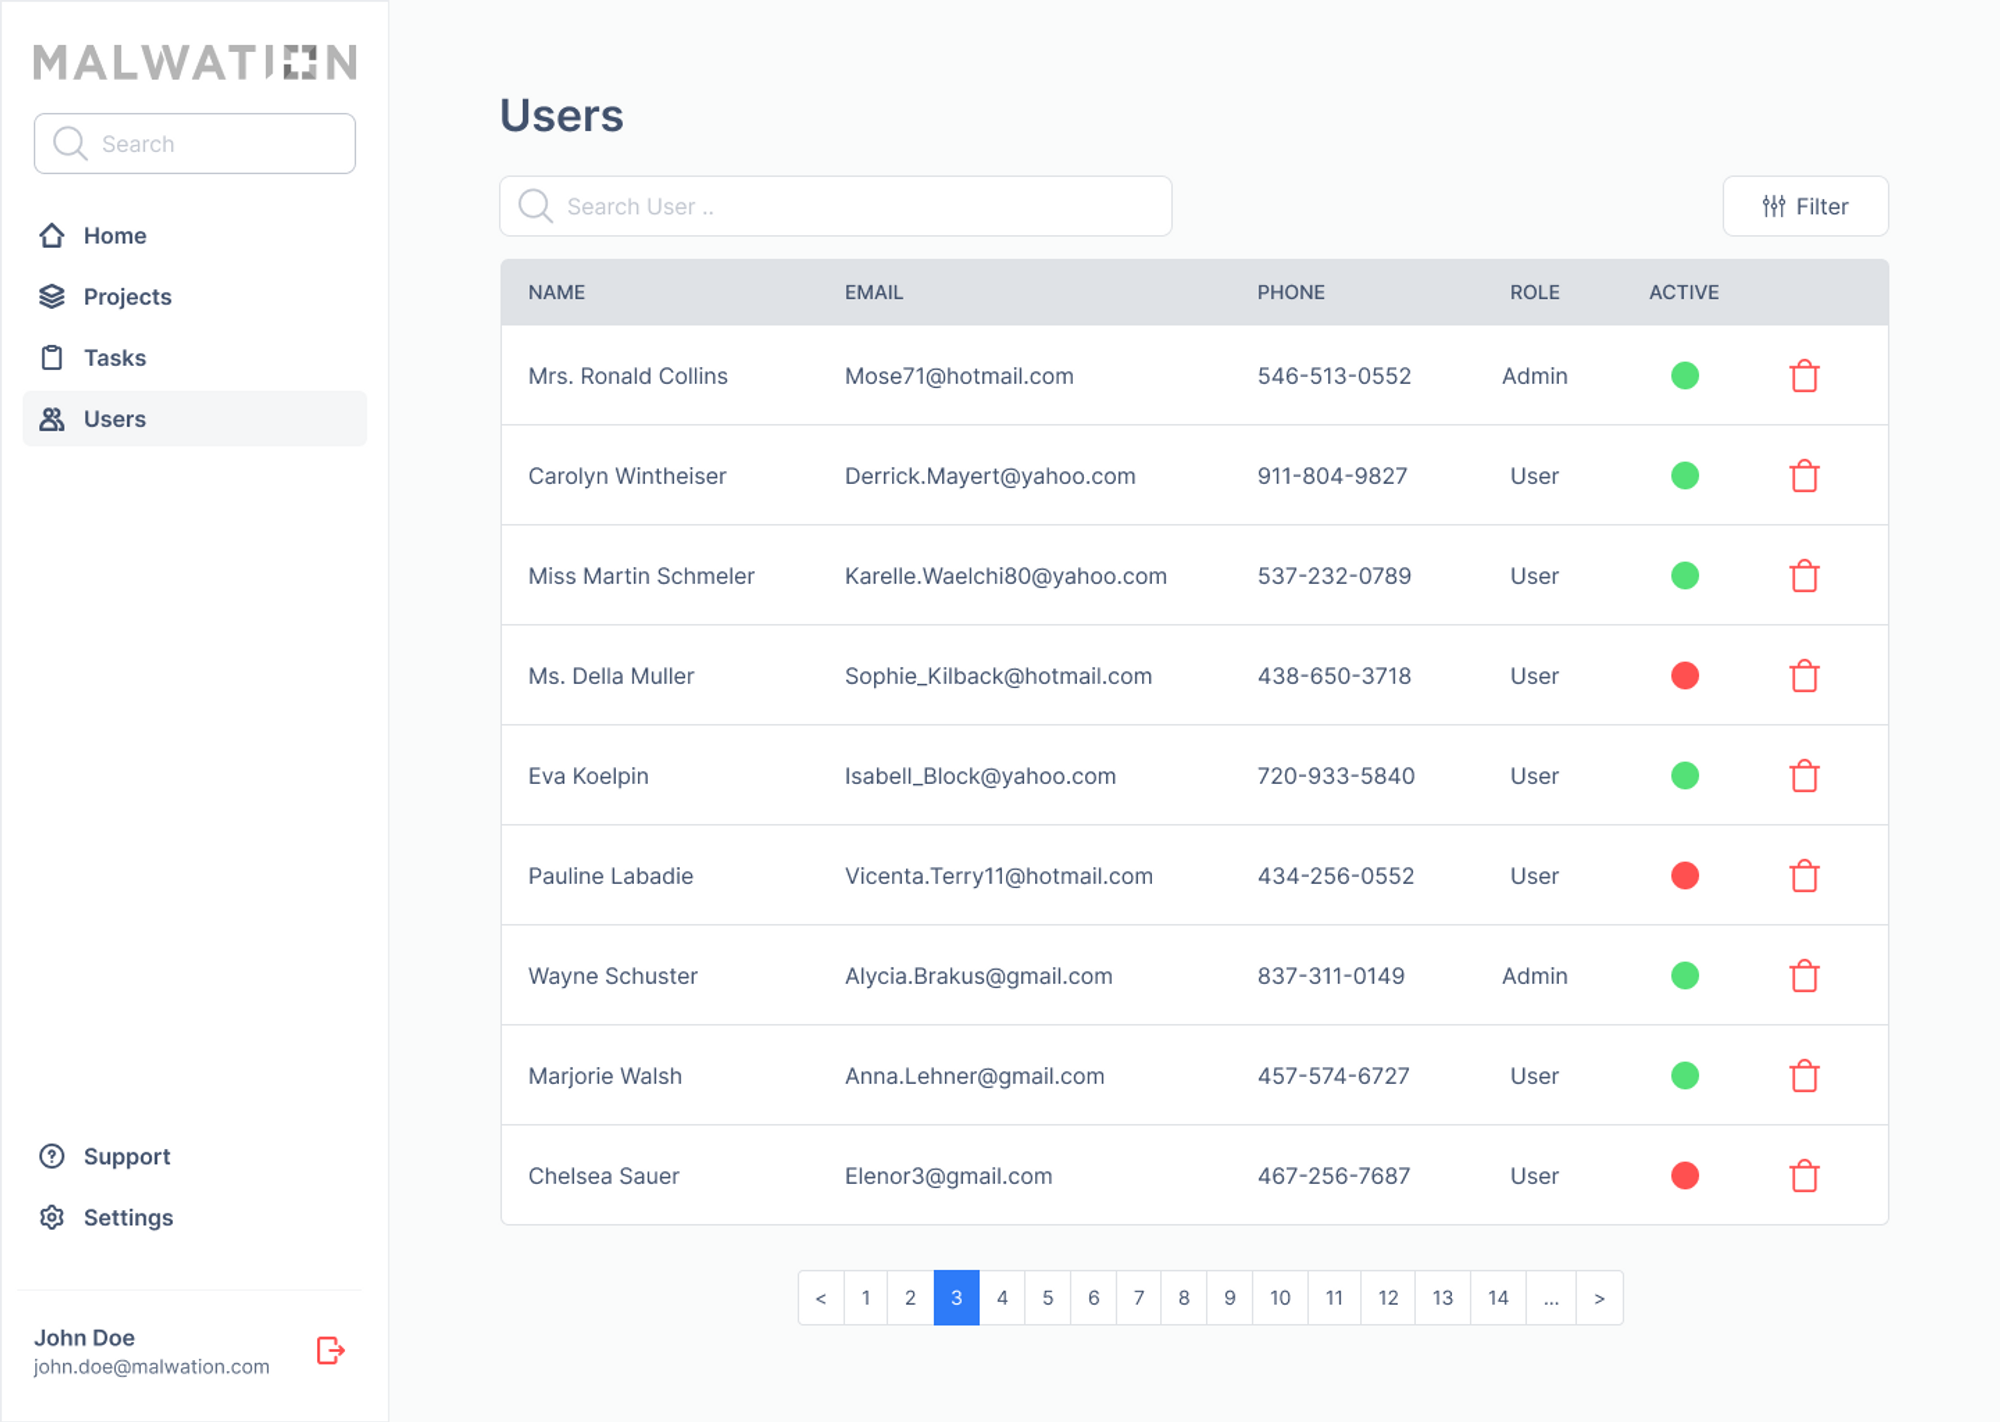 MALWATION
Search
Home
Projects
Tasks
Users
Support
Settings
John Doe
john.doe@malwation.com
Users
Search User ..
Filter
NAME EMAIL PHONE ROLE ACTIVE
Mrs. Ronald Collins Mose71@hotmail.com 546-513-0552 Admin
Carolyn Wintheiser Derrick.Mayert@yahoo.com 911-804-9827 User
Miss Martin Schmeler Karelle.Waelchi80@yahoo.com 537-232-0789 User
Ms. Della Muller Sophie_Kilback@hotmail.com 438-650-3718 User
Eva Koelpin Isabell_Block@yahoo.com 720-933-5840 User
Pauline Labadie Vicenta.Terry11@hotmail.com 434-256-0552 User
Wayne Schuster Alycia.Brakus@gmail.com 837-311-0149 Admin
Marjorie Walsh Anna.Lehner@gmail.com 457-574-6727 User
Chelsea Sauer Elenor3@gmail.com 467-256-7687 User
< 1 2 3 4 5 6 7 8 9 10 11 12 13 14 ... >